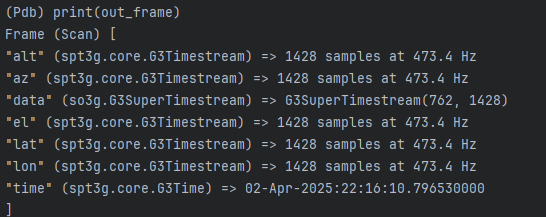 (Pdb) print(out_frame)
Frame (Scan) [
"alt" (spt3g.core.G3Timestream) => 1428 samples at 473.4 Hz
"az" (spt3g.core.G3Timestream) => 1428 samples at 473.4 Hz
"data" (so3g.G3SuperTimestream) => G3SuperTimestream(762, 1428)
"el" (spt3g.core.G3Timestream) => 1428 samples at 473.4 Hz
"lat" (spt3g.core.G3Timestream) => 1428 samples at 473.4 Hz
"lon" (spt3g.core.G3Timestream) => 1428 samples at 473.4 Hz
"time" (spt3g.core.G3Time) => 02-Apr-2025:22:16:10.796530000
]